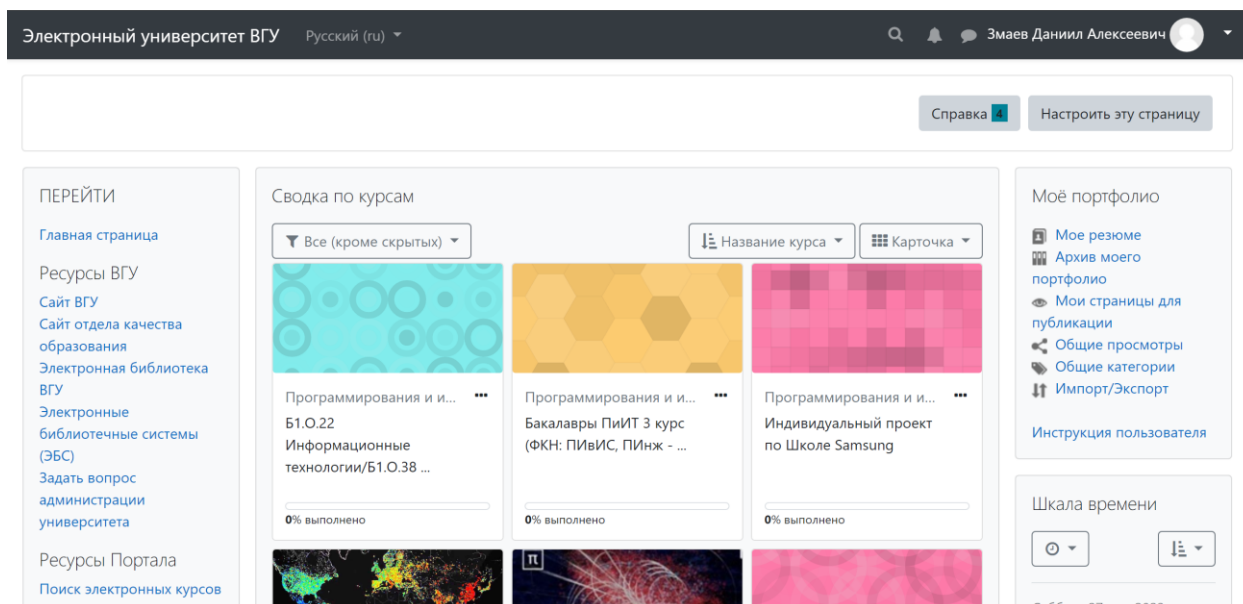 Электронный университет ВГУ Русский (ru)
Змаев Даниил Алексеевич
Справка 4 Настроить эту страницу
ПЕРЕЙТИ
Главная страница
Ресурсы ВГУ
Сайт ВГУ
Сайт отдела качества
образования
Электронная библиотека
ВГУ
Электронные
библиотечные системы
(ЭБС)
Задать вопрос
администрации
университета
Ресурсы Портала
Поиск электронных курсов
Сводка по курсам
Все (кроме скрытых) Название курса Карточка
Программирования и и... •••
Б1.О.22
Информационные
технологии/Б1.О.38 ...
0% выполнено
Программирования и и... •••
Бакалавры ПиИТ 3 курс
(ФКН: ПИвИС, ПИнж - ...
0% выполнено
Программирования и и... •••
Индивидуальный проект
по Школе Samsung
0% выполнено
π
Моё портфолио
Мое резюме
Архив моего
портфолио
Мои страницы для
публикации
Общие просмотры
Общие категории
Импорт/Экспорт
Инструкция пользователя
Шкала времени